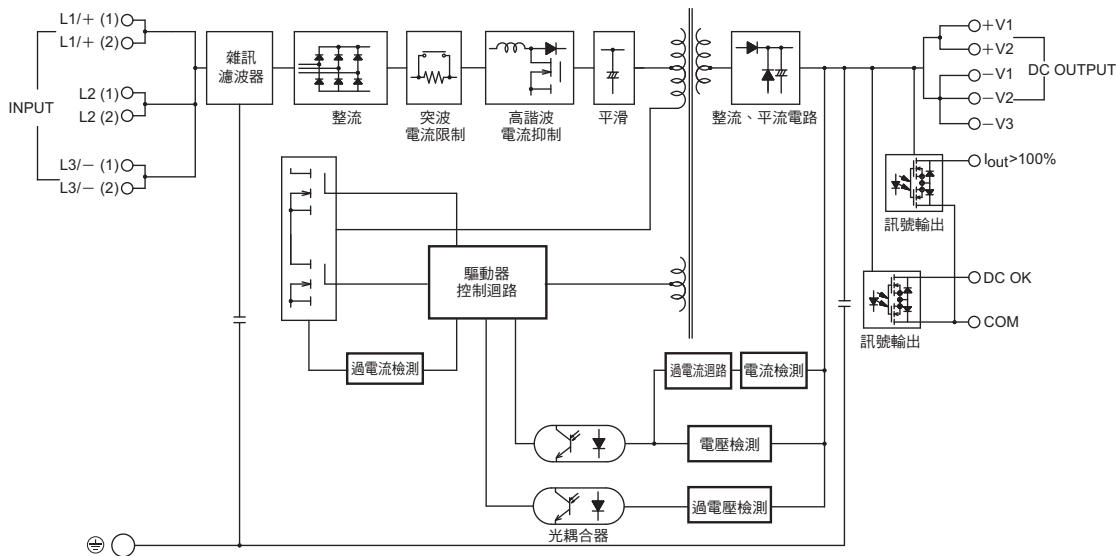 L1/+ (1)
L1/+ (2)
INPUT
L2 (1)
L2 (2)
L3/− (1)
L3/− (2)
雜訊
濾波器
整流
突波
電流限制
高諧波
電流抑制
平滑
整流、平流電路
+V1
+V2
−V1
−V2
−V3
DC OUTPUT
Iout>100%
訊號輸出
DC OK
COM
訊號輸出
驅動器
控制迴路
過電流檢測
過電流迴路
電流檢測
電壓檢測
過電壓檢測
光耦合器